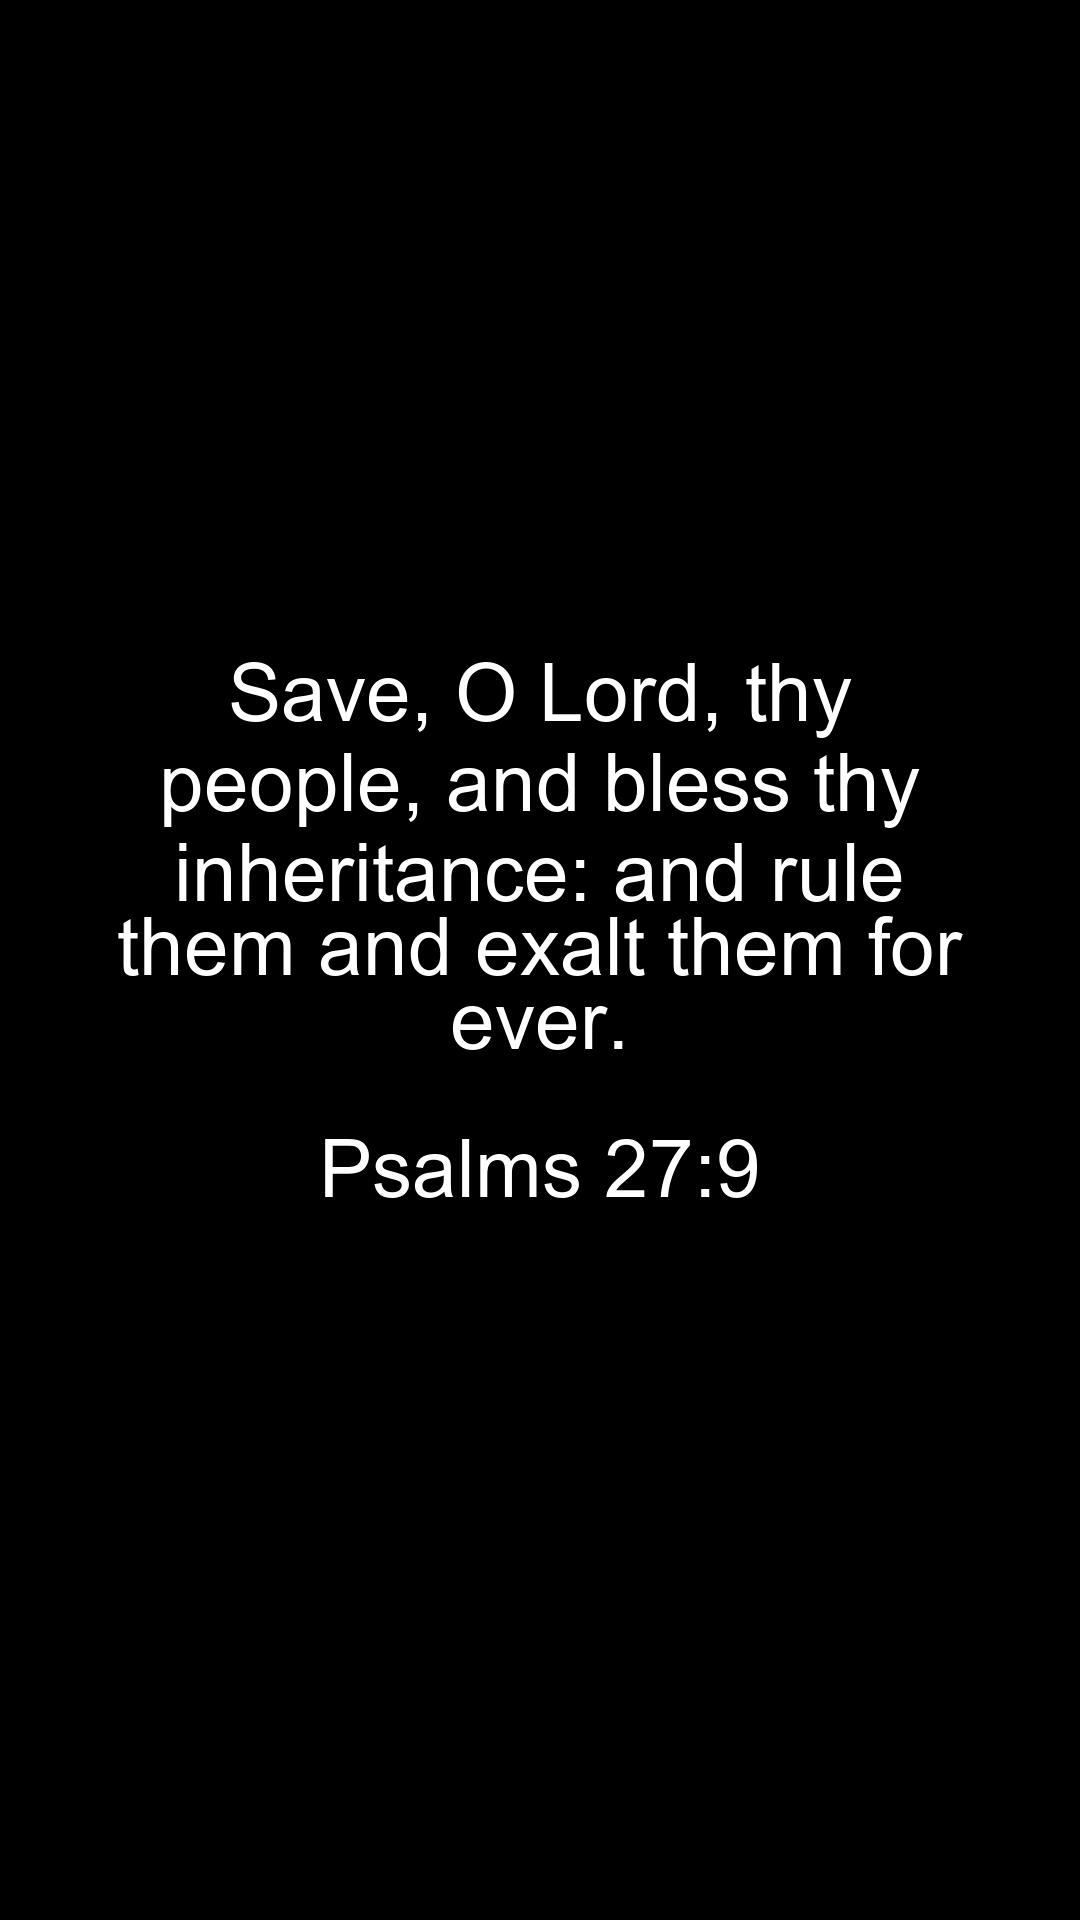 Save, O Lord, thy
people, and bless thy
inheritance: and rule
them and exalt them for
ever.
Psalms 27:9